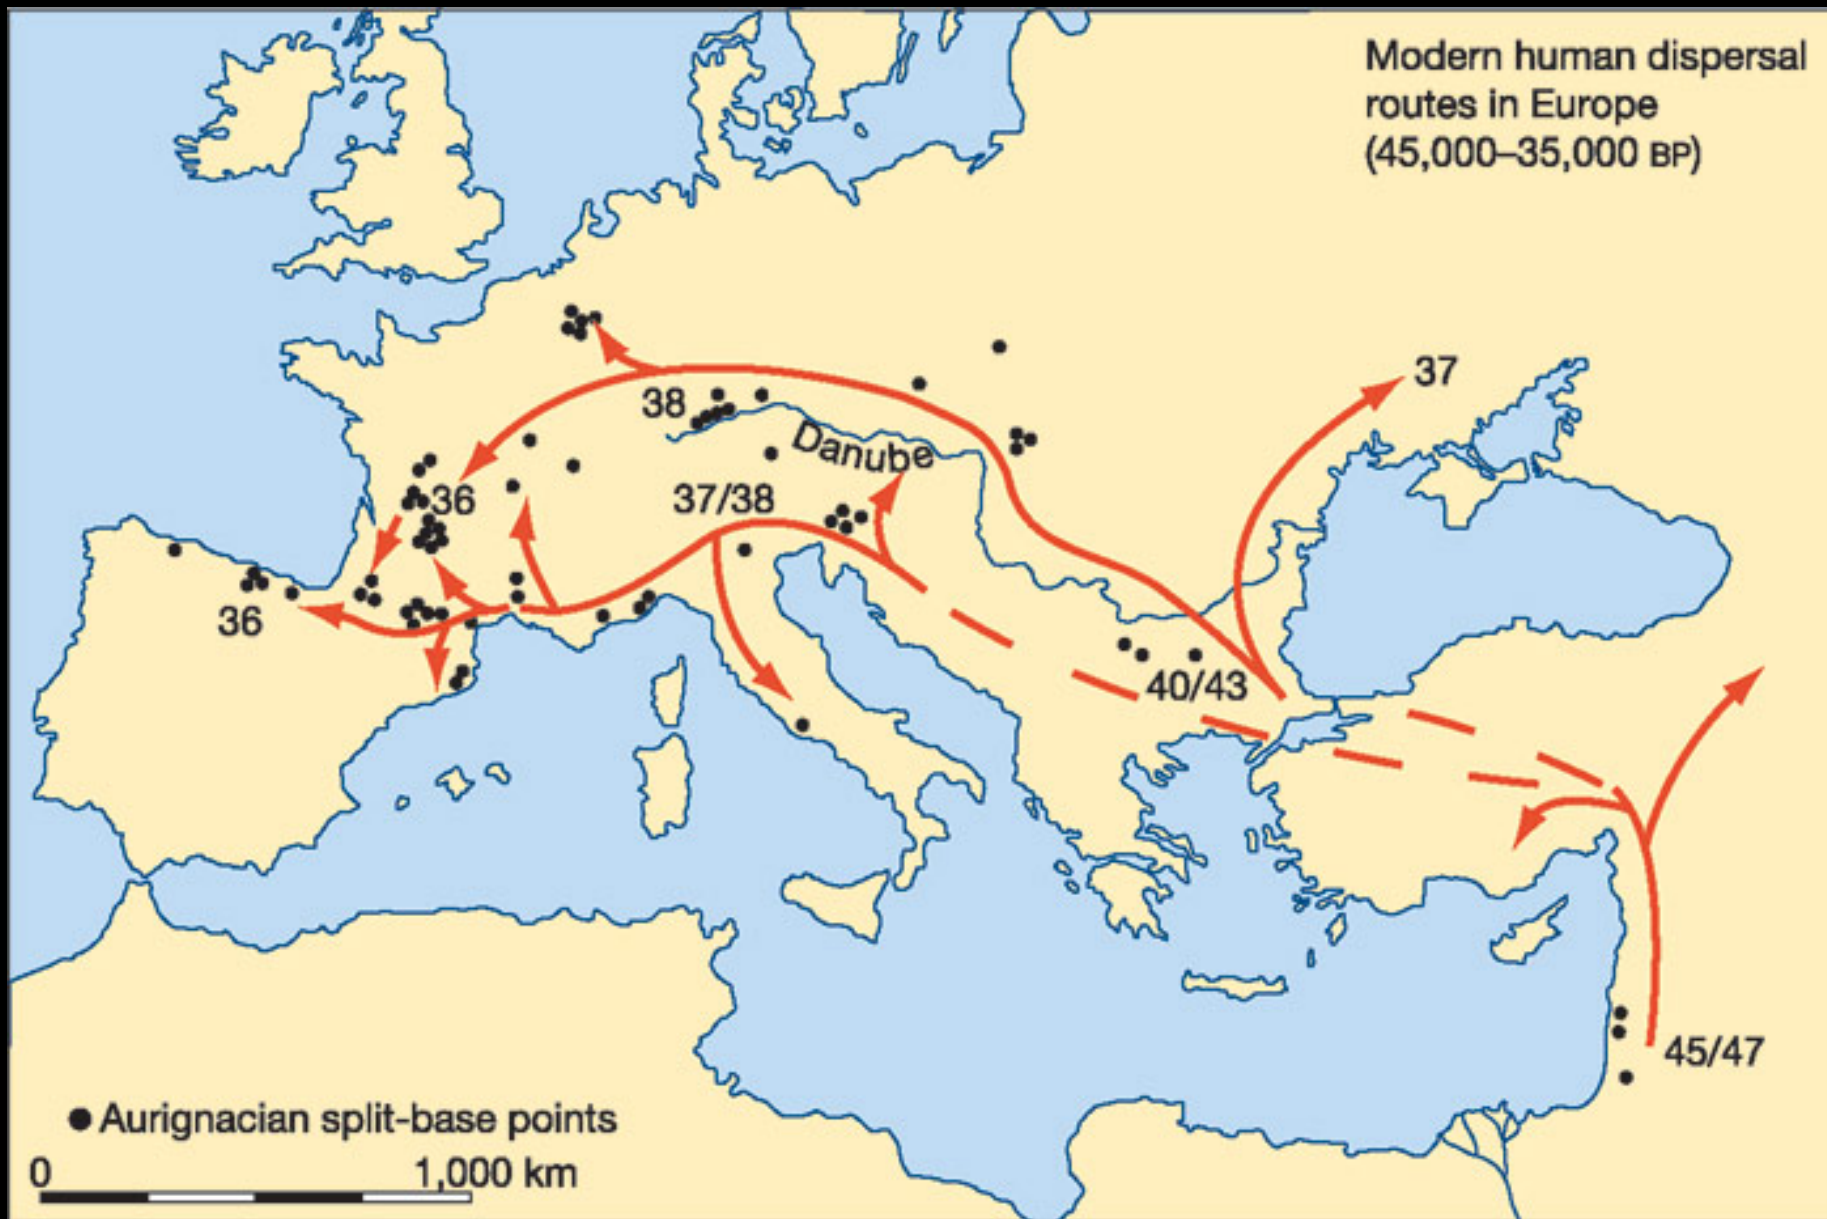 Modern human dispersal
routes in Europe
(45,000–35,000 BP)
37
38
Danube
36
37/38
36
40/43
45/47
Aurignacian split-base points
0 1,000 km